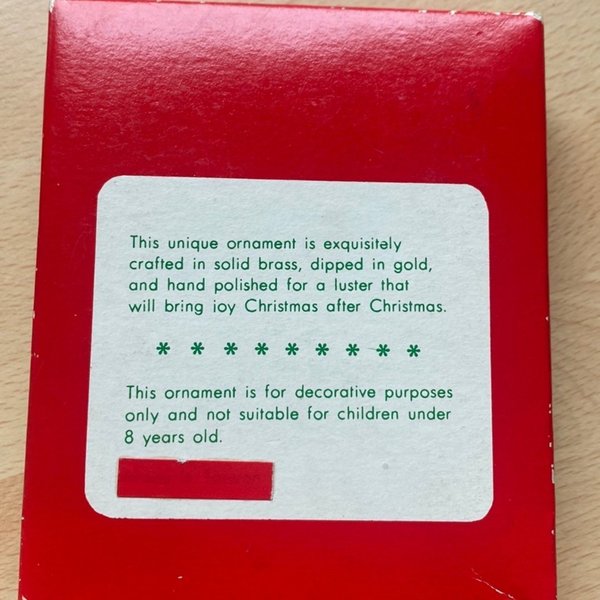 This unique ornament is exquisitely
crafted in solid brass, dipped in gold,
and hand polished for a luster that
will bring joy Christmas after Christmas.
* * * * * * * * *
This ornament is for decorative purposes
only and not suitable for children under
8 years old.